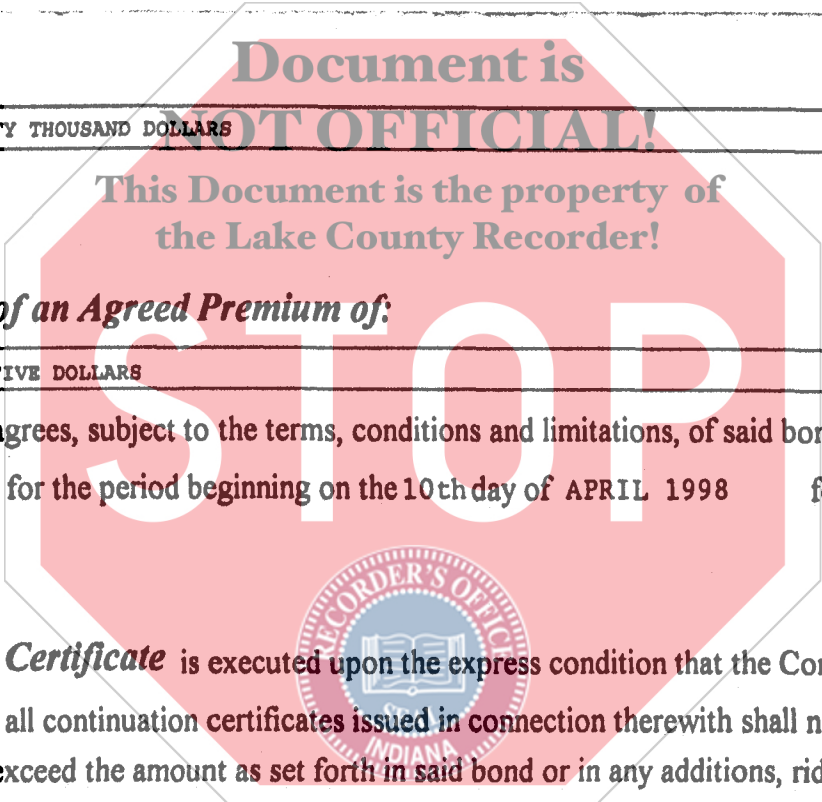 Document is
Y THOUSAND DOLLARS
NOT OFFICIAL!
This Document is the property of
the Lake County Recorder!
of an Agreed Premium of:
IVE DOLLARS
agrees, subject to the terms, conditions and limitations, of said bon
STOP
for the period beginning on the 10th day of APRIL 1998 f
RECORDER'S OFFICE
Certificate is executed upon the express condition that the Co
SEAL
all continuation certificates issued in connection therewith shall n
INDIANA
exceed the amount as set forth in said bond or in any additions, rid